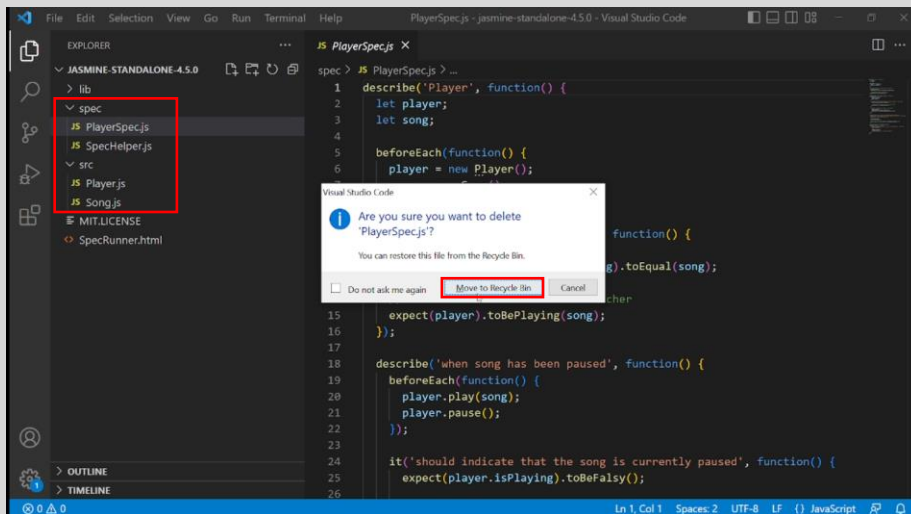 File Edit Selection View Go Run Terminal Help PlayerSpec.js - jasmine-standalone-4.5.0 - Visual Studio Code
EXPLORER
JASMINE-STANDALONE-4.5.0
lib
spec
JS PlayerSpec.js
JS SpecHelper.js
src
JS Player.js
JS Song.js
MIT.LICENSE
SpecRunner.html
OUTLINE
TIMELINE
JS PlayerSpec.js
spec > JS PlayerSpec.js > ...
1 describe('Player', function() {
2 let player;
3 let song;
4
5 beforeEach(function() {
6 player = new Player();
function() {
g).toEqual(song);
cher
15 expect(player).toBePlaying(song);
16 });
17
18 describe('when song has been paused', function() {
19 beforeEach(function() {
20 player.play(song);
21 player.pause();
22 });
23
24 it('should indicate that the song is currently paused', function() {
25 expect(player.isPlaying).toBeFalsy();
26
Visual Studio Code
Are you sure you want to delete
'PlayerSpec.js'?
You can restore this file from the Recycle Bin.
Do not ask me again Move to Recycle Bin Cancel
0 0 Ln 1, Col 1 Spaces: 2 UTF-8 LF {} JavaScript